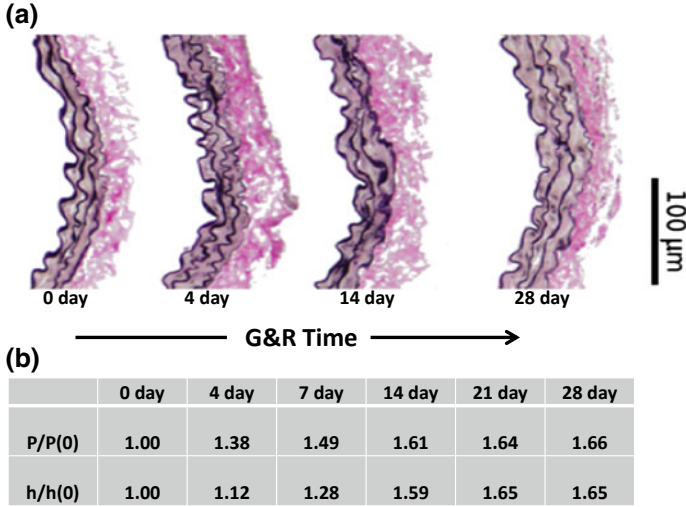 (a)
0 day
4 day
14 day
28 day
100 µm
G&R Time
(b)
0 day 4 day 7 day 14 day 21 day 28 day
P/P(0) 1.00 1.38 1.49 1.61 1.64 1.66
h/h(0) 1.00 1.12 1.28 1.59 1.65 1.65